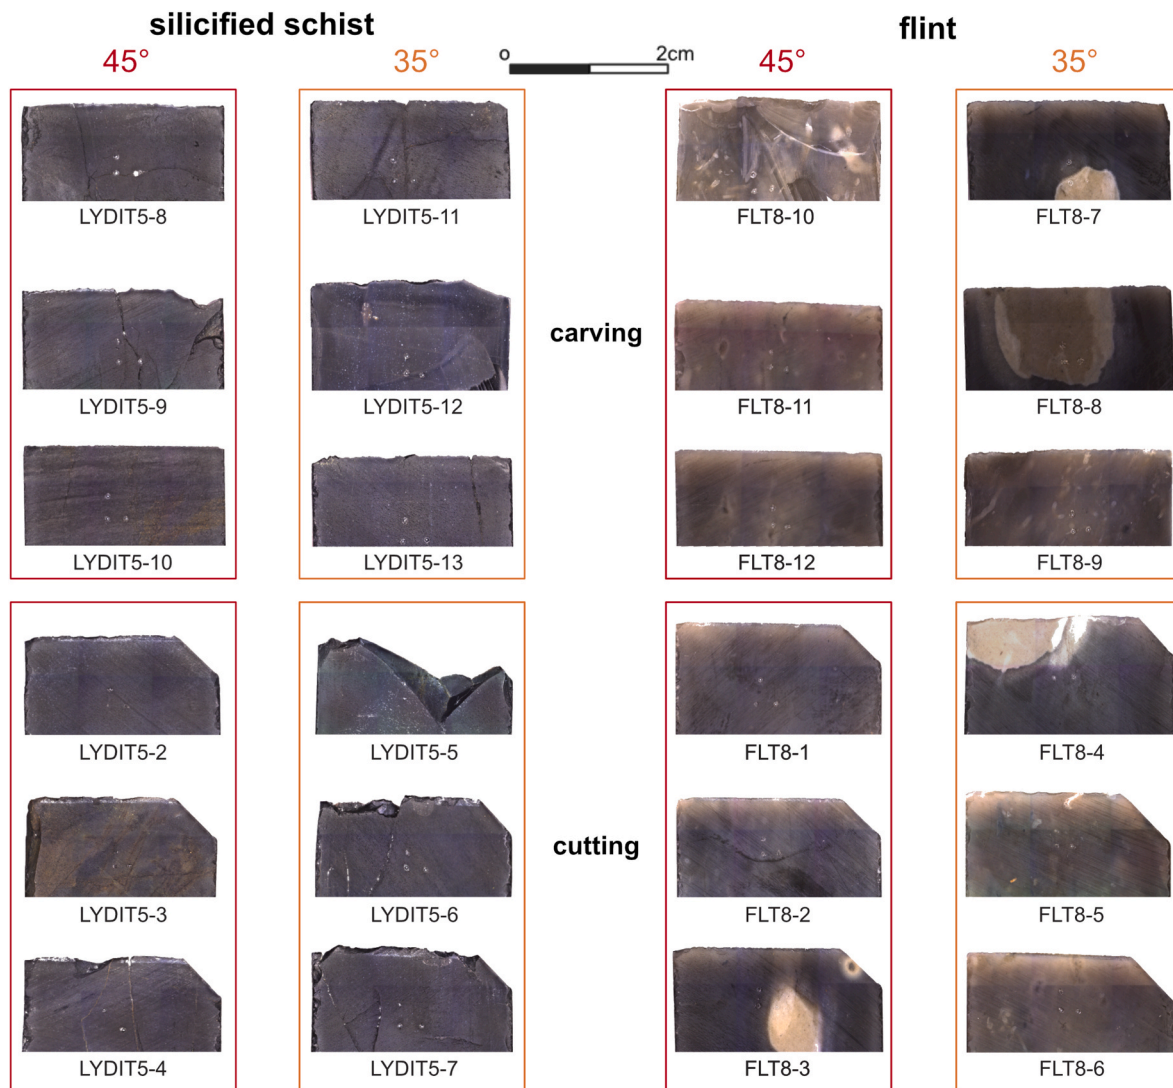 silicified schist
flint
45°
35°
o
2cm
45°
35°
LYDIT5-8
LYDIT5-11
FLT8-10
FLT8-7
carving
LYDIT5-9
LYDIT5-12
FLT8-11
FLT8-8
LYDIT5-10
LYDIT5-13
FLT8-12
FLT8-9
LYDIT5-2
LYDIT5-5
FLT8-1
FLT8-4
cutting
LYDIT5-3
LYDIT5-6
FLT8-2
FLT8-5
LYDIT5-4
LYDIT5-7
FLT8-3
FLT8-6